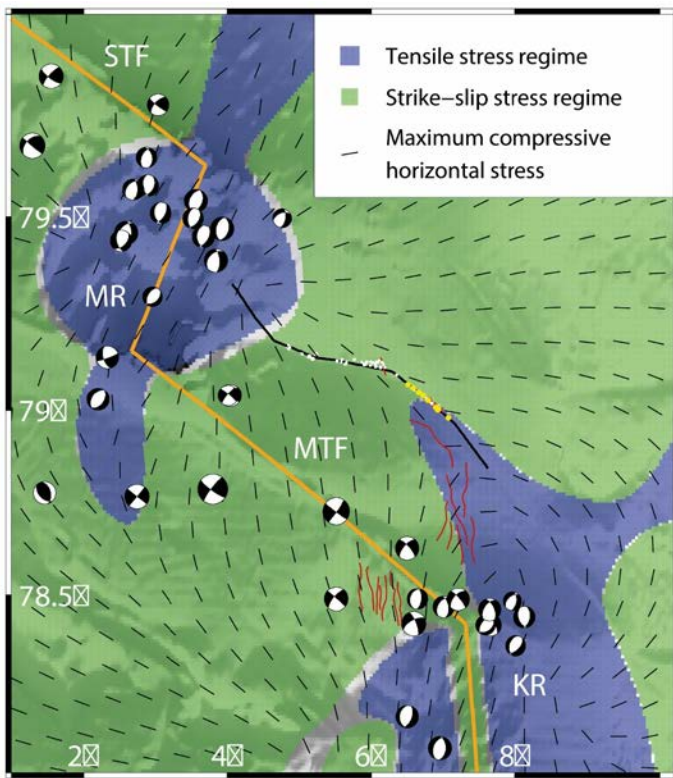 STF
Tensile stress regime
Strike–slip stress regime
Maximum compressive
horizontal stress
79.5□
MR
79□
MTF
78.5□
KR
2□ 4□ 6□ 8□